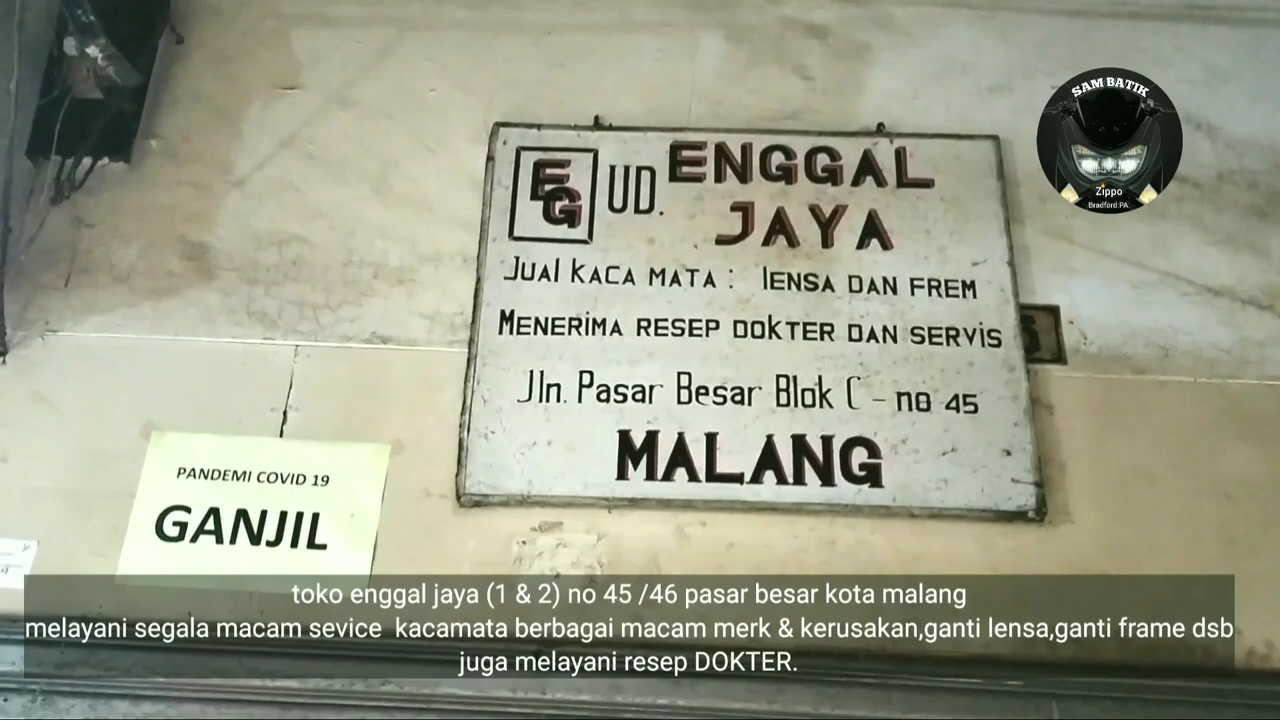 SAM BATIK
Zippo
Bradford.PA
EG UD. ENGGAL
JAYA
JUAL KACA MATA : LENSA DAN FREM
MENERIMA RESEP DOKTER DAN SERVIS
Jln. Pasar Besar Blok C - no 45
MALANG
PANDEMI COVID 19
GANJIL
toko enggal jaya (1 & 2) no 45 /46 pasar besar kota malang
melayani segala macam sevice kacamata berbagai macam merk & kerusakan,ganti lensa,ganti frame dsb
juga melayani resep DOKTER.